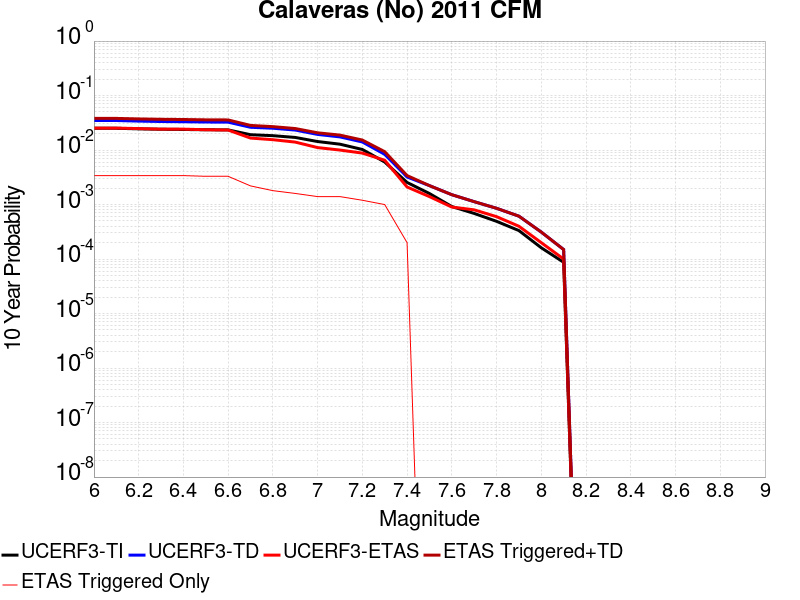 Calaveras (No) 2011 CFM
10^0
10^-1
10^-2
10^-3
10^-4
10^-5
10^-6
10^-7
10^-8
10 Year Probability
6 6.2 6.4 6.6 6.8 7 7.2 7.4 7.6 7.8 8 8.2 8.4 8.6 8.8 9
Magnitude
UCERF3-TI UCERF3-TD UCERF3-ETAS ETAS Triggered+TD
ETAS Triggered Only